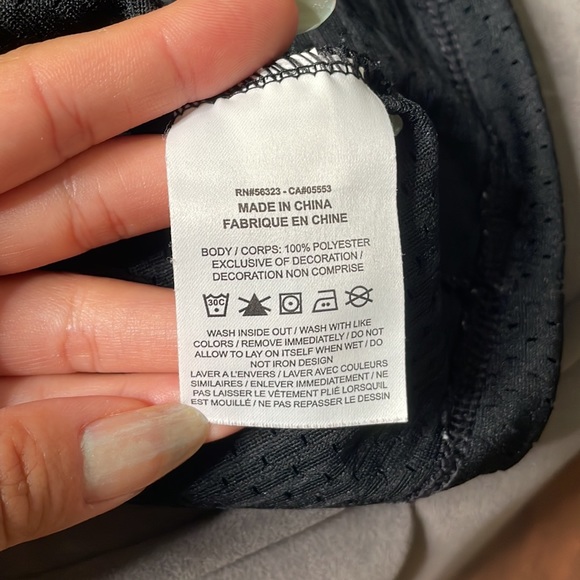 RN#56323 - CA#05553
MADE IN CHINA
FABRIQUE EN CHINE
BODY / CORPS: 100% POLYESTER
EXCLUSIVE OF DECORATION /
DECORATION NON COMPRISE
30C
WASH INSIDE OUT / WASH WITH LIKE
COLORS / REMOVE IMMEDIATELY / DO NOT
ALLOW TO LAY ON ITSELF WHEN WET / DO
NOT IRON DESIGN
LAVER A L'ENVERS / LAVER AVEC COULEURS
SIMILAIRES / ENLEVER IMMEDIATEMENT / NE
PAS LAISSER LE VÊTEMENT PLIÉ LORSQUIL
EST MOUILLÉ / NE PAS REPASSER LE DESSIN